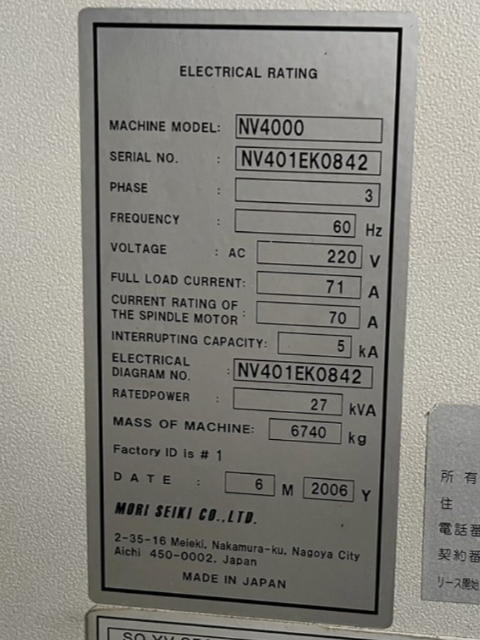 ELECTRICAL RATING
MACHINE MODEL: NV4000
SERIAL NO. : NV401EK0842
PHASE : 3
FREQUENCY : 60 Hz
VOLTAGE : AC 220 V
FULL LOAD CURRENT: 71 A
CURRENT RATING OF
THE SPINDLE MOTOR : 70 A
INTERRUPTING CAPACITY: 5 kA
ELECTRICAL
DIAGRAM NO. : NV401EK0842
RATEDPOWER : 27 kVA
MASS OF MACHINE: 6740 kg
Factory ID is # 1
DATE : 6 M 2006 Y
MORI SEIKI CO.,LTD.
2-35-16 Meieki, Nakamura-ku, Nagoya City
Aichi 450-0002, Japan
MADE IN JAPAN
所有
住
電話番
契約番
リース開始